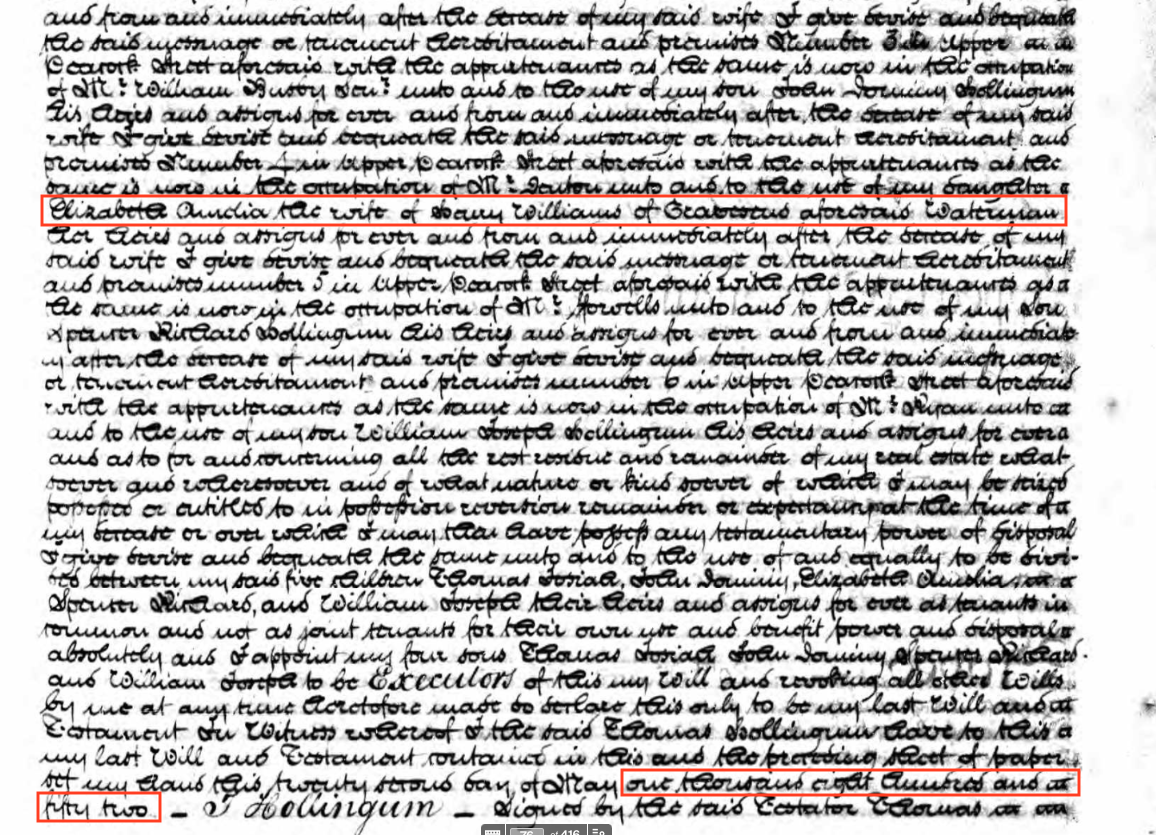 and from and immediately after the decease of my said wife I give devise and bequeath
the said messuage or tenement hereditament and premises Number 3 in Upper
Peacock Street aforesaid with the appurtenances as the same is now in the occupation
of Mr. William Busby Senr. unto and to the use of my son John Dominy Hollingum
his heirs and assigns for ever and from and immediately after the decease of my said
wife I give devise and bequeath the said messuage or tenement hereditament and
premises Number 4 in Upper Peacock Street aforesaid with the appurtenances as the
same is now in the occupation of Mr. Denton unto and to the use of my daughter
Elizabeth Amelia the wife of Henry Williams of Gravesend aforesaid Waterman
her heirs and assigns for ever and from and immediately after the decease of my
said wife I give devise and bequeath the said messuage or tenement hereditament
and premises number 5 in Upper Peacock Street aforesaid with the appurtenances as
the same is now in the occupation of Mr. unto and to the use of my son
Spencer Richard Hollingum his heirs and assigns for ever and from and immediate
ly after the decease of my said wife I give devise and bequeath the said messuage
or tenement hereditament and premises number 6 in Upper Peacock Street aforesaid
with the appurtenances as the same is now in the occupation of Mr. Ryan unto
and to the use of my son William Joseph Hollingum his heirs and assigns for ever
and as to for and concerning all the rest residue and remainder of my real estate what-
soever and wheresoever and of what nature or kind soever of which I may be seized
possessed or entitled to in possession reversion remainder or expectancy at the time of
my decease or over which I may then have possess any testamentary power of disposal
I give devise and bequeath the same unto and to the use of and equally to be divi-
ded between my said five children Thomas Josiah, John Dominy, Elizabeth Amelia
Spencer Richard, and William Joseph their heirs and assigns for ever as tenants in
common and not as joint tenants for their own use and benefit power and disposal
absolutely and I appoint my four sons Thomas Josiah John Dominy, Spencer Richard
and William Joseph to be Executors of this my Will and revoking all other Wills
by me at any time heretofore made do declare this only to be my last Will and
Testament In Witness whereof I the said Thomas Hollingum have to this
my last Will and Testament contained in this and the preceding sheet of paper
set my hand this twenty second day of May one thousand eight hundred and
fifty two — T Hollingum — Signed by the said Testator Thomas
76 of 416